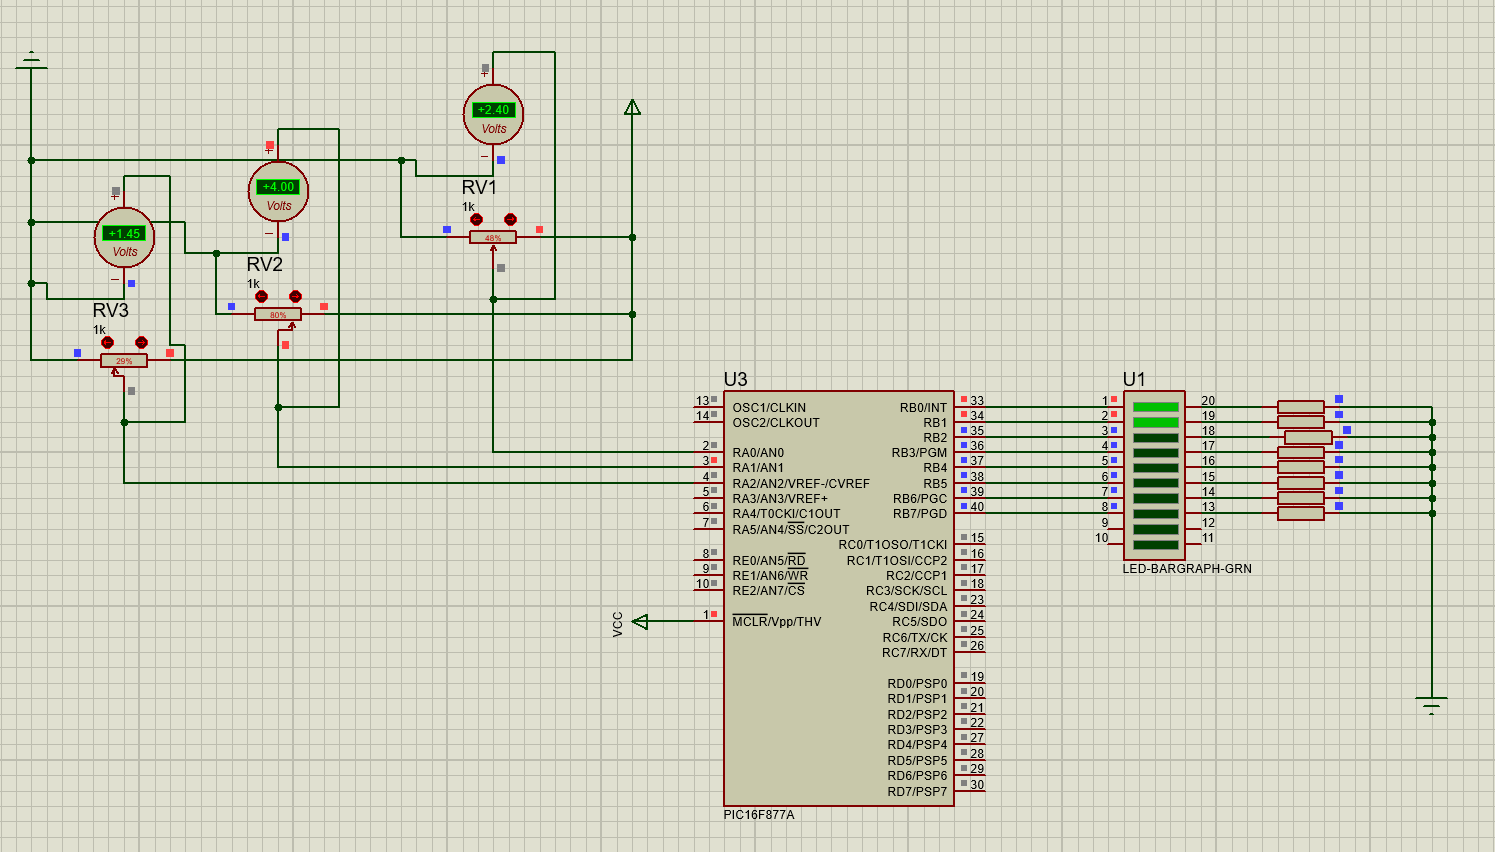 +2.40
Volts
+4.00
Volts
+1.45
Volts
RV1
1k
48%
RV2
1k
80%
RV3
1k
29%
U3
13 OSC1/CLKIN
14 OSC2/CLKOUT
2 RA0/AN0
3 RA1/AN1
4 RA2/AN2/VREF-/CVREF
5 RA3/AN3/VREF+
6 RA4/T0CKI/C1OUT
7 RA5/AN4/SS/C2OUT
8 RE0/AN5/RD
9 RE1/AN6/WR
10 RE2/AN7/CS
1 MCLR/Vpp/THV
VCC
RB0/INT 33
RB1 34
RB2 35
RB3/PGM 36
RB4 37
RB5 38
RB6/PGC 39
RB7/PGD 40
RC0/T1OSO/T1CKI 15
RC1/T1OSI/CCP2 16
RC2/CCP1 17
RC3/SCK/SCL 18
RC4/SDI/SDA 23
RC5/SDO 24
RC6/TX/CK 25
RC7/RX/DT 26
RD0/PSP0 19
RD1/PSP1 20
RD2/PSP2 21
RD3/PSP3 22
RD4/PSP4 27
RD5/PSP5 28
RD6/PSP6 29
RD7/PSP7 30
PIC16F877A
U1
1 20
2 19
3 18
4 17
5 16
6 15
7 14
8 13
9 12
10 11
LED-BARGRAPH-GRN